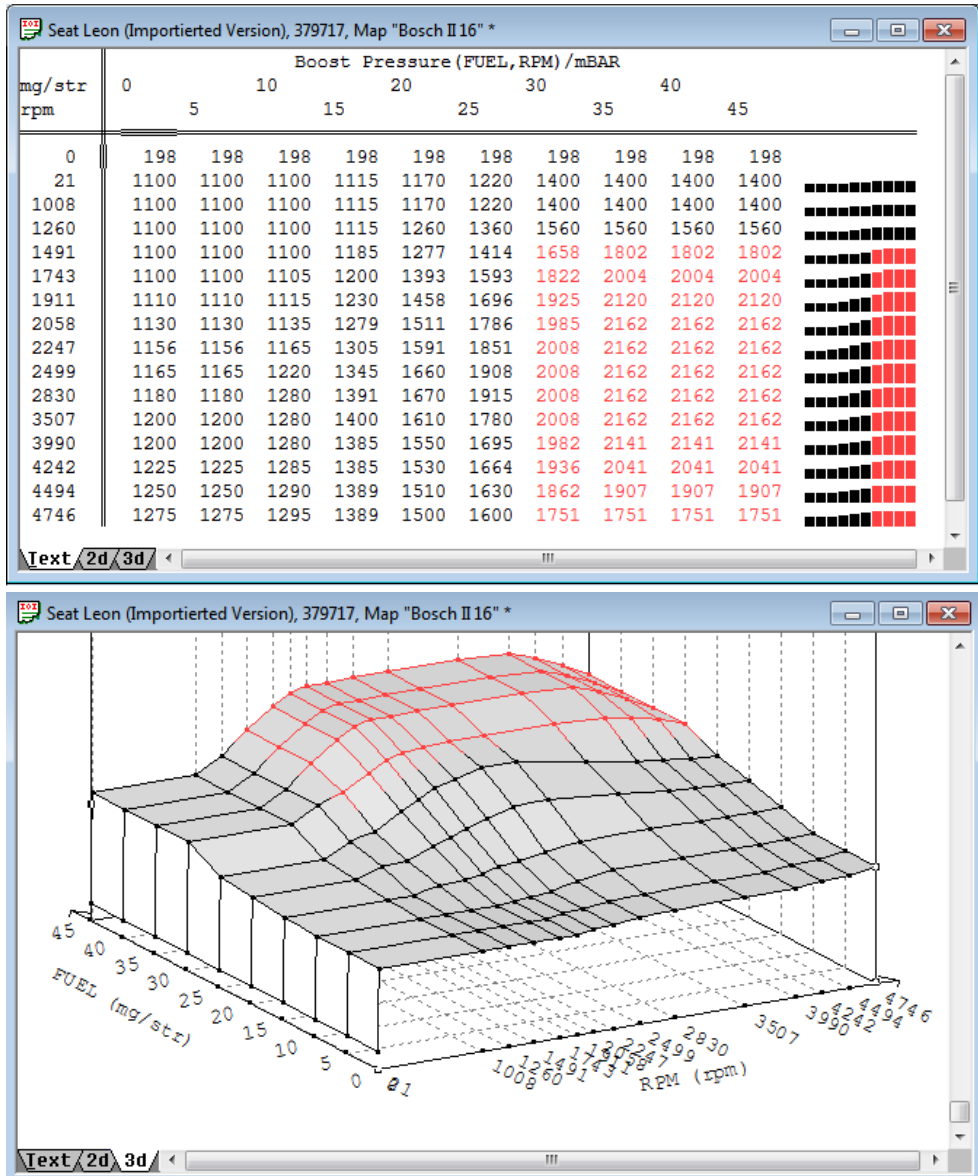 Seat Leon (Importierted Version), 379717, Map "Bosch II 16" *
Boost Pressure(FUEL,RPM)/mBAR
mg/str 0 10 20 30 40
rpm 5 15 25 35 45
0 198 198 198 198 198 198 198 198 198 198
21 1100 1100 1100 1115 1170 1220 1400 1400 1400 1400
1008 1100 1100 1100 1115 1170 1220 1400 1400 1400 1400
1260 1100 1100 1100 1115 1260 1360 1560 1560 1560 1560
1491 1100 1100 1100 1185 1277 1414 1658 1802 1802 1802
1743 1100 1100 1105 1200 1393 1593 1822 2004 2004 2004
1911 1110 1110 1115 1230 1458 1696 1925 2120 2120 2120
2058 1130 1130 1135 1279 1511 1786 1985 2162 2162 2162
2247 1156 1156 1165 1305 1591 1851 2008 2162 2162 2162
2499 1165 1165 1220 1345 1660 1908 2008 2162 2162 2162
2830 1180 1180 1280 1391 1670 1915 2008 2162 2162 2162
3507 1200 1200 1280 1400 1610 1780 2008 2162 2162 2162
3990 1200 1200 1280 1385 1550 1695 1982 2141 2141 2141
4242 1225 1225 1285 1385 1530 1664 1936 2041 2041 2041
4494 1250 1250 1290 1389 1510 1630 1862 1907 1907 1907
4746 1275 1275 1295 1389 1500 1600 1751 1751 1751 1751
Text 2d 3d
Seat Leon (Importierted Version), 379717, Map "Bosch II 16" *
45 40 35 30 25 20 15 10 5 0
FUEL (mg/str)
21 1008 1260 1491 1743 1911 2058 2247 2499 2830 3507 3990 4242 4494 4746
RPM (rpm)
Text 2d 3d